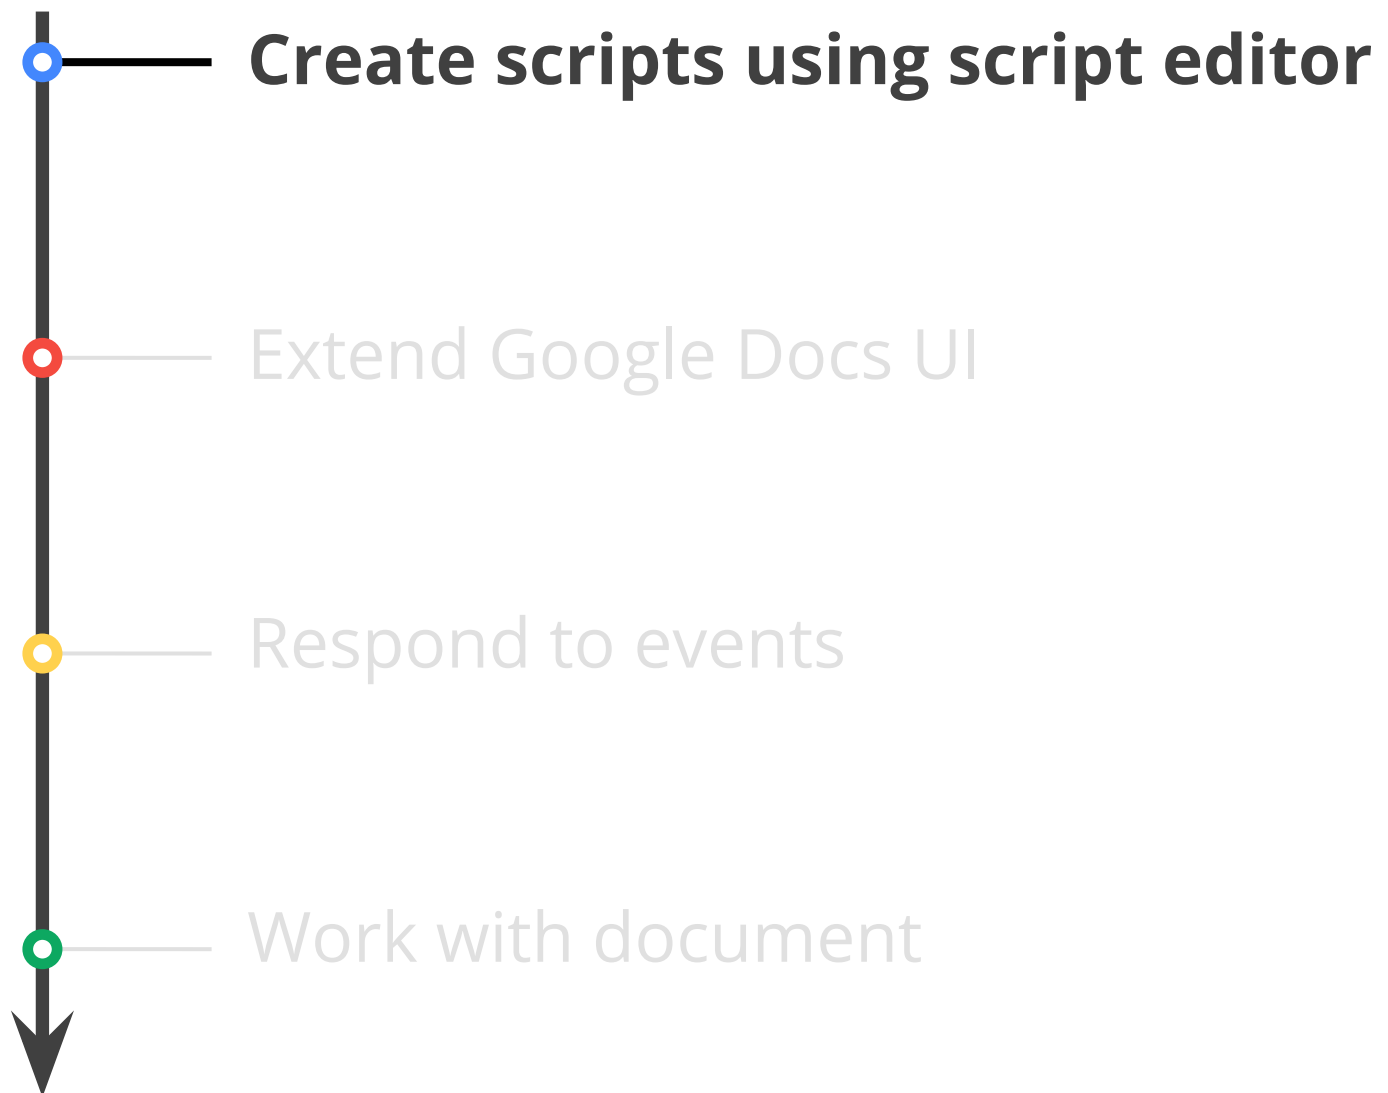 Create scripts using script editor
Extend Google Docs UI
Respond to events
Work with document